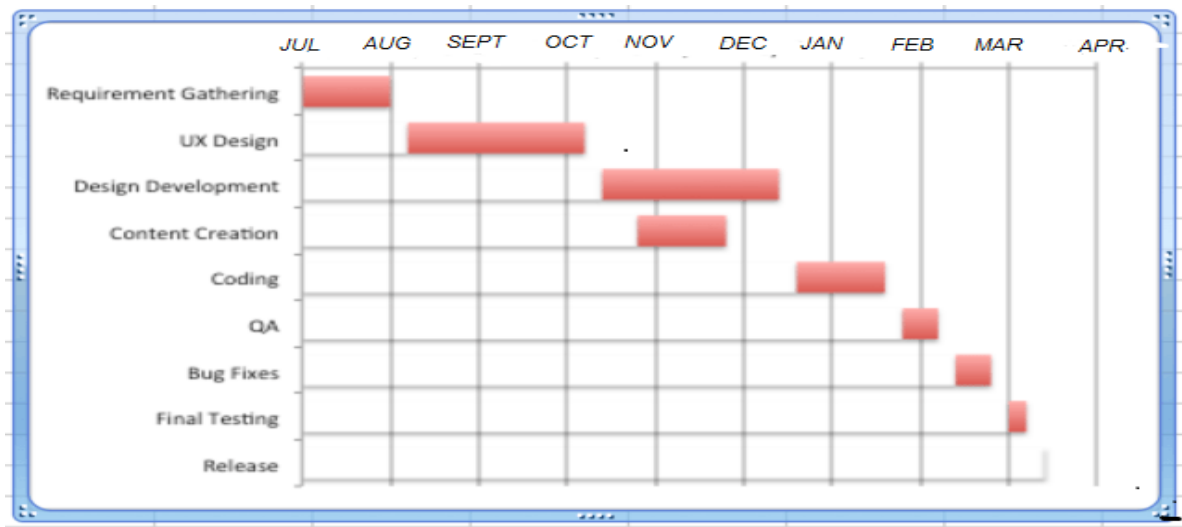 JUL AUG SEPT OCT NOV DEC JAN FEB MAR APR
Requirement Gathering
UX Design
Design Development
Content Creation
Coding
QA
Bug Fixes
Final Testing
Release